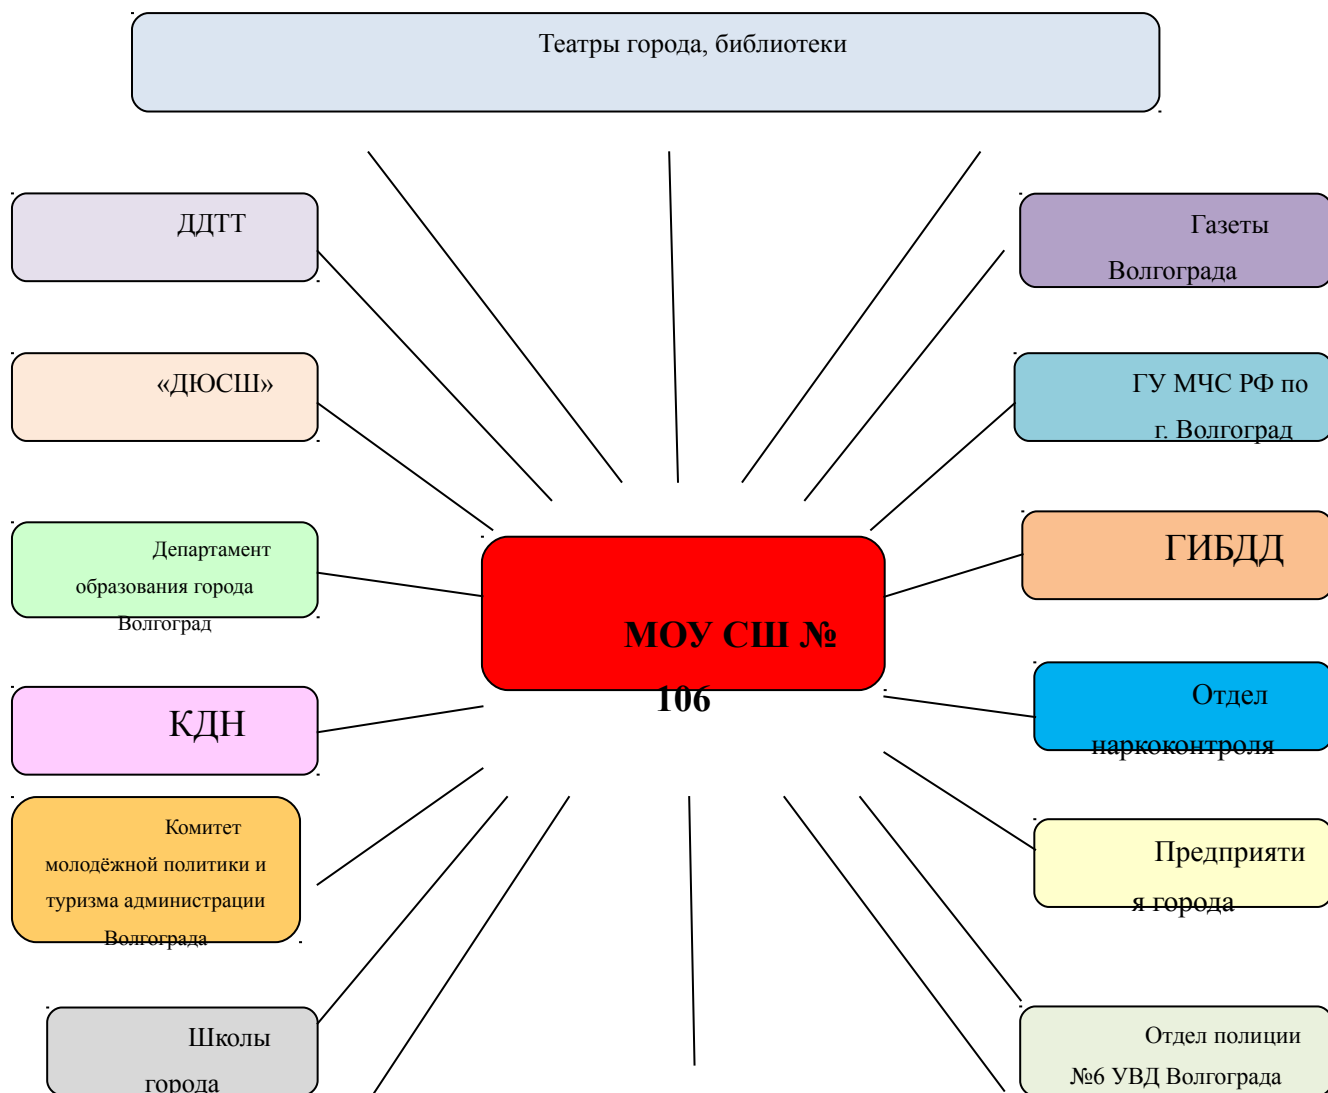 Театры города, библиотеки
ДДТТ
Газеты
Волгограда
«ДЮСШ»
ГУ МЧС РФ по
г. Волгоград
Департамент
образования города
Волгоград
МОУ СШ №
106
ГИБДД
КДН
Отдел
наркоконтроля
Комитет
молодёжной политики и
туризма администрации
Волгограда
Предприяти
я города
Школы
города
Отдел полиции
№6 УВД Волгограда